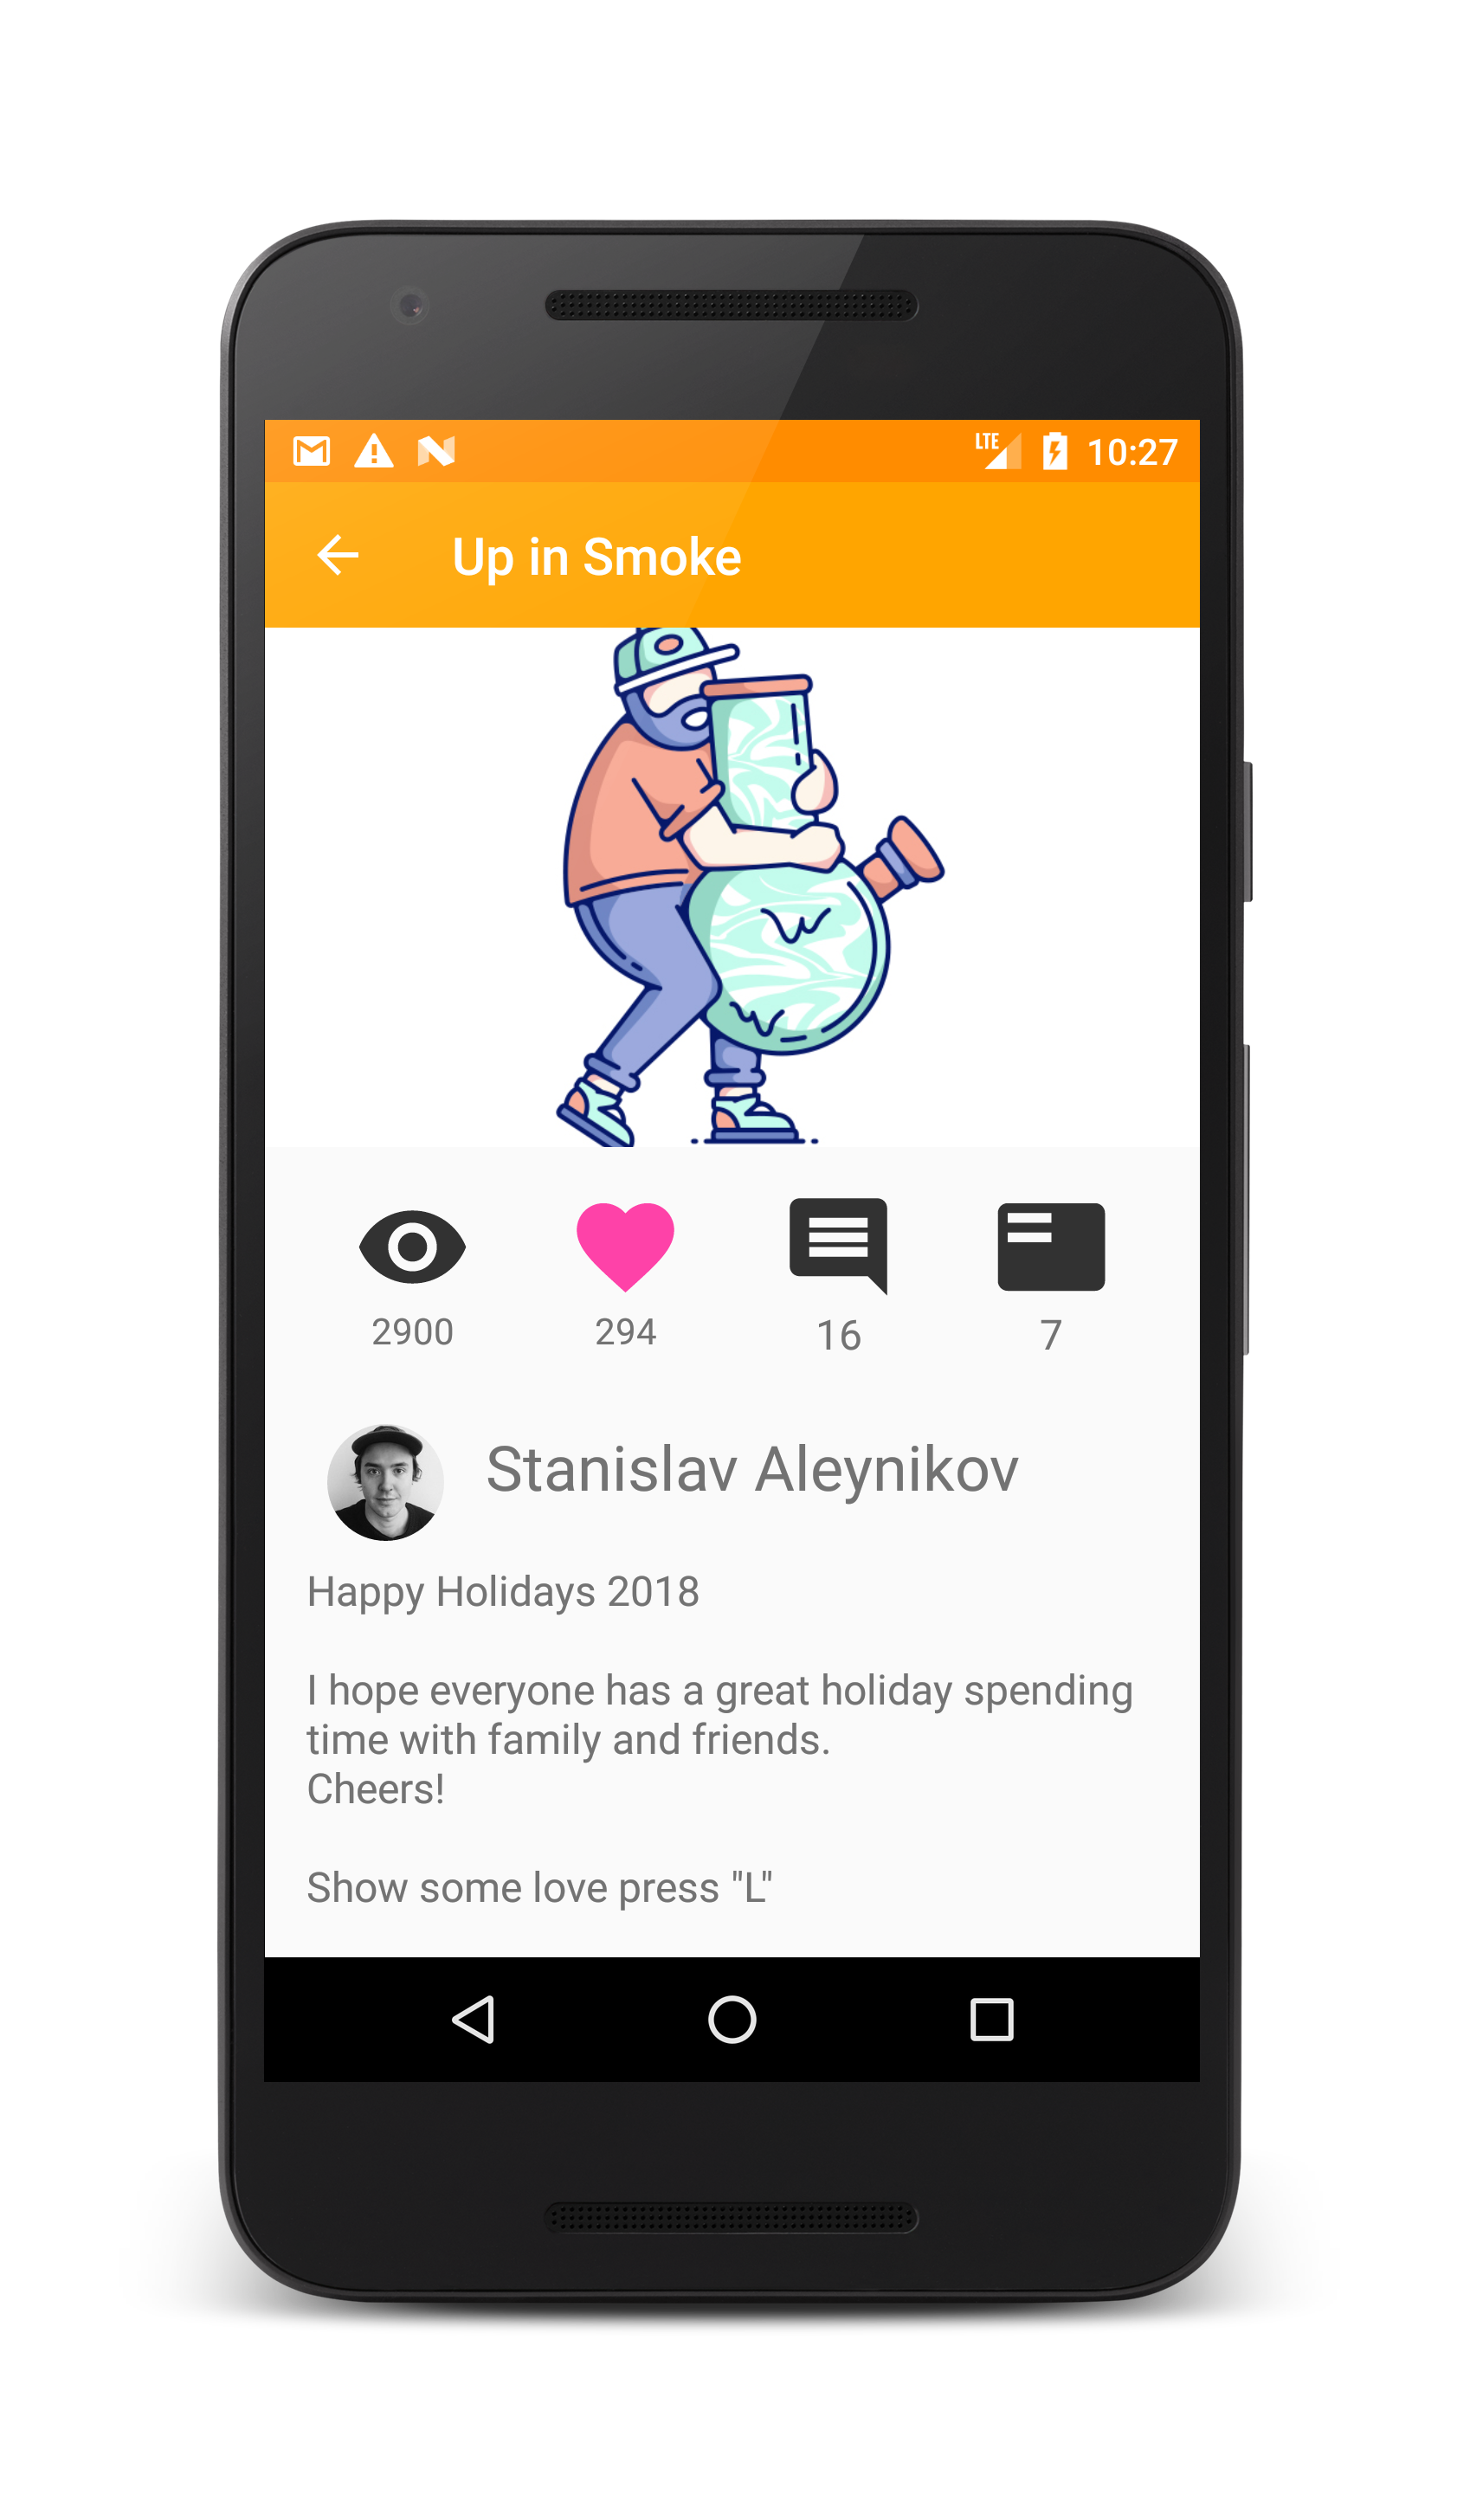 LTE 10:27
Up in Smoke
2900 294 16 7
Stanislav Aleynikov
Happy Holidays 2018
I hope everyone has a great holiday spending
time with family and friends.
Cheers!
Show some love press "L"